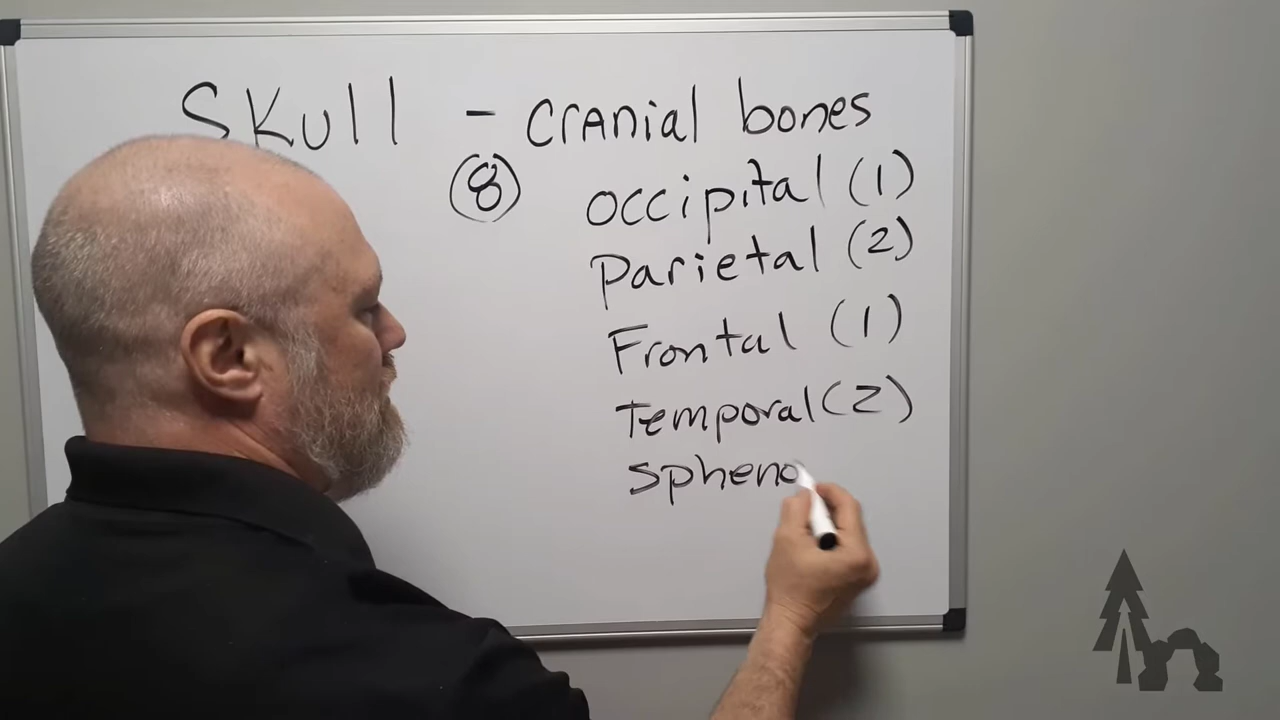 Skull - cranial bones
(8) occipital (1)
Parietal (2)
Frontal (1)
temporal (2)
spheno